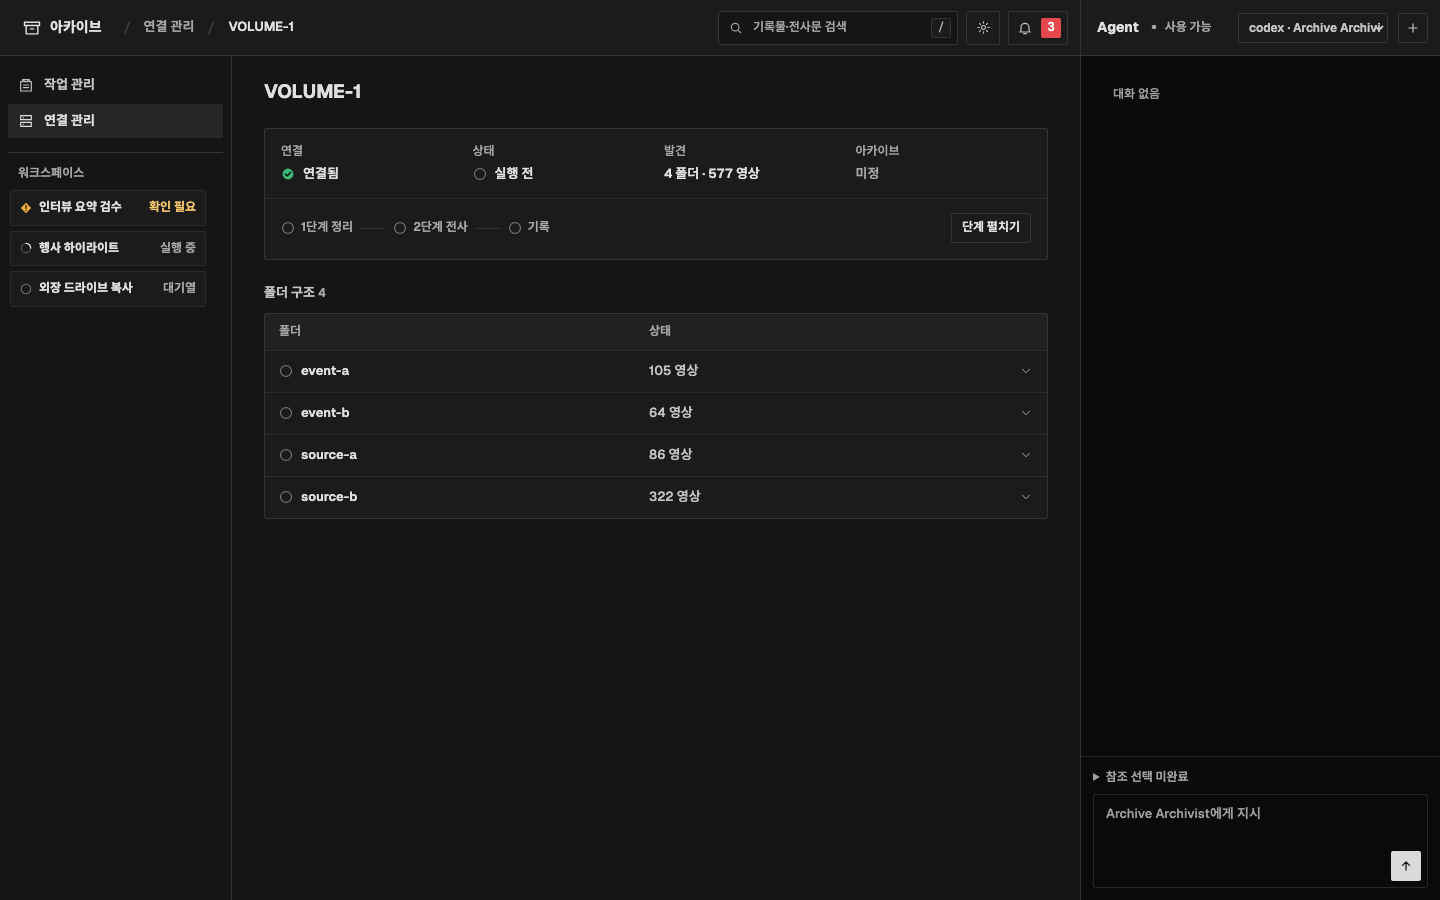 아카이브 / 연결 관리 / VOLUME-1
기록물·전사문 검색 /
3
Agent • 사용 가능
codex · Archive Archiv
작업 관리
연결 관리
워크스페이스
인터뷰 요약 검수 확인 필요
행사 하이라이트 실행 중
외장 드라이브 복사 대기열
VOLUME-1
연결 상태 발견 아카이브
연결됨 실행 전 4 폴더 · 577 영상 미정
1단계 정리 2단계 전사 기록 단계 펼치기
폴더 구조 4
폴더 상태
event-a 105 영상
event-b 64 영상
source-a 86 영상
source-b 322 영상
대화 없음
참조 선택 미완료
Archive Archivist에게 지시